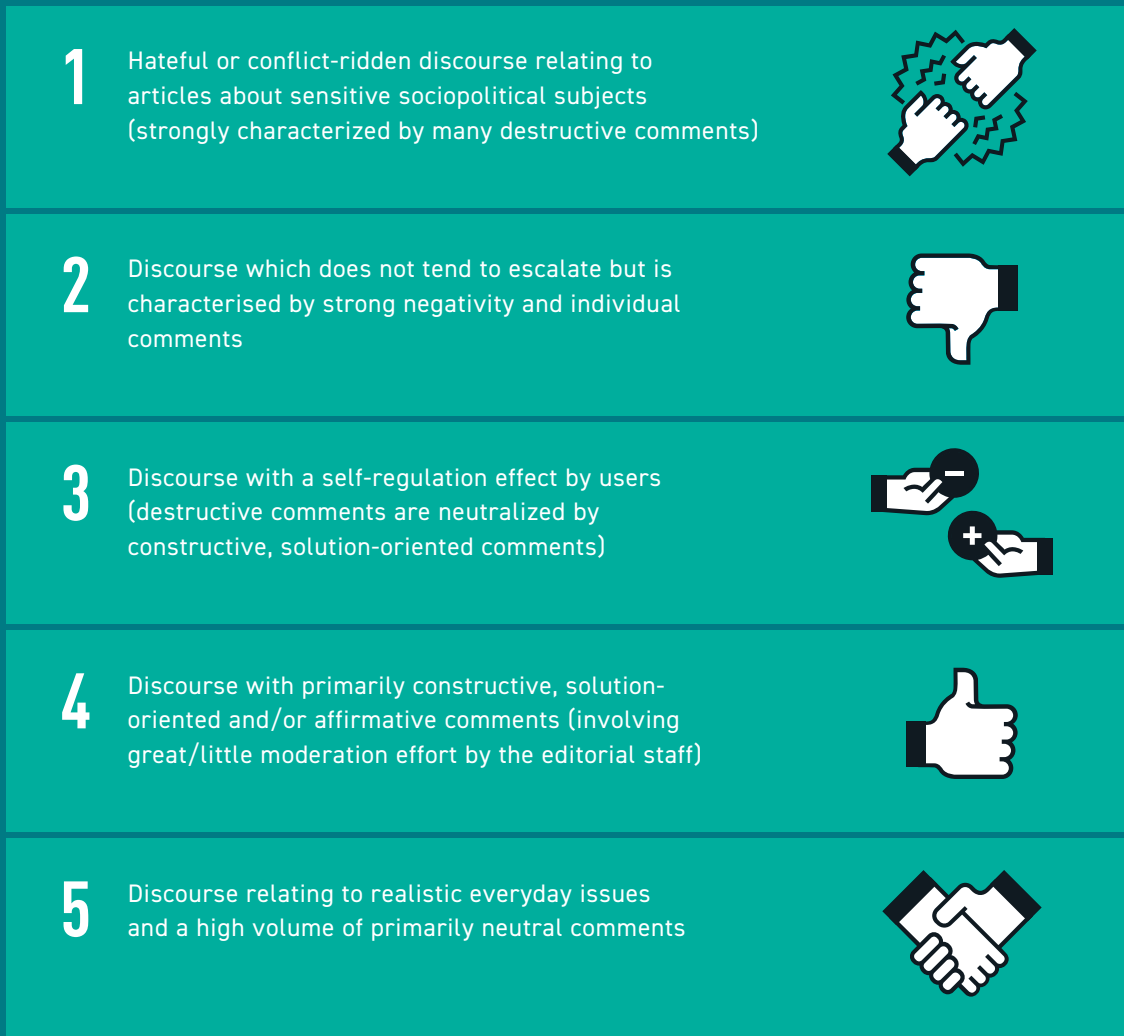 1
Hateful or conflict-ridden discourse relating to
articles about sensitive sociopolitical subjects
(strongly characterized by many destructive comments)
2
Discourse which does not tend to escalate but is
characterised by strong negativity and individual
comments
3
Discourse with a self-regulation effect by users
(destructive comments are neutralized by
constructive, solution-oriented comments)
4
Discourse with primarily constructive, solution-
oriented and/or affirmative comments (involving
great/little moderation effort by the editorial staff)
5
Discourse relating to realistic everyday issues
and a high volume of primarily neutral comments